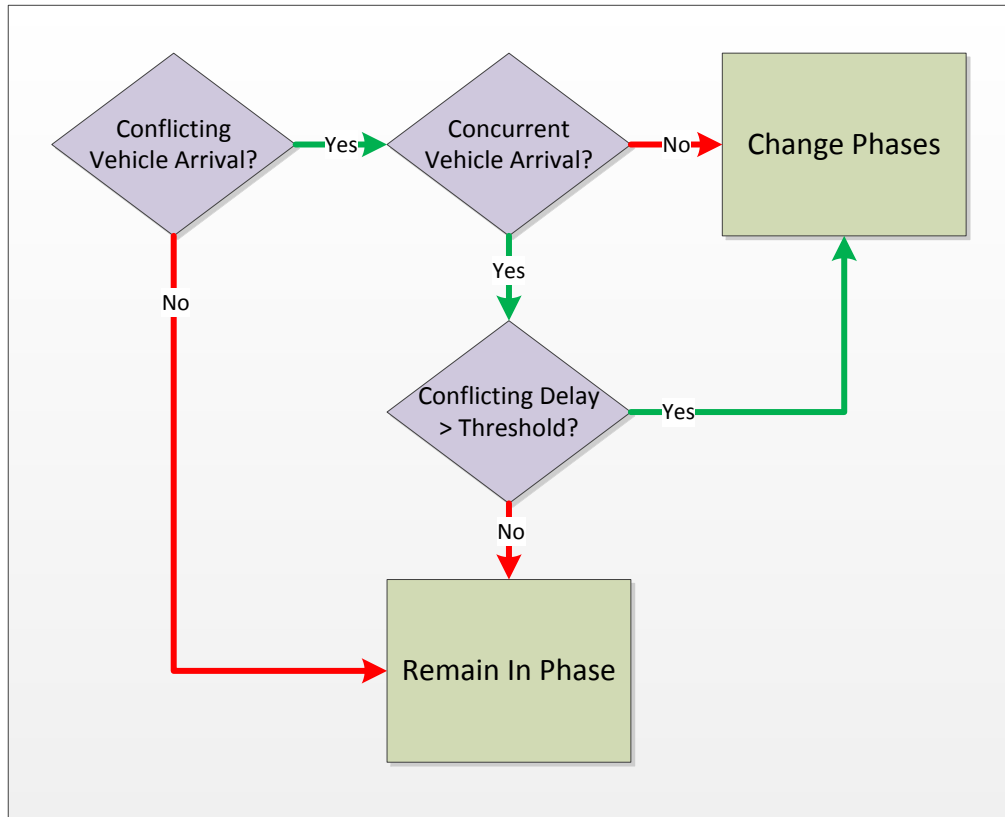 Conflicting
Vehicle Arrival?
Yes
Concurrent
Vehicle Arrival?
No
Change Phases
Yes
No
Conflicting Delay
> Threshold?
Yes
No
Remain In Phase